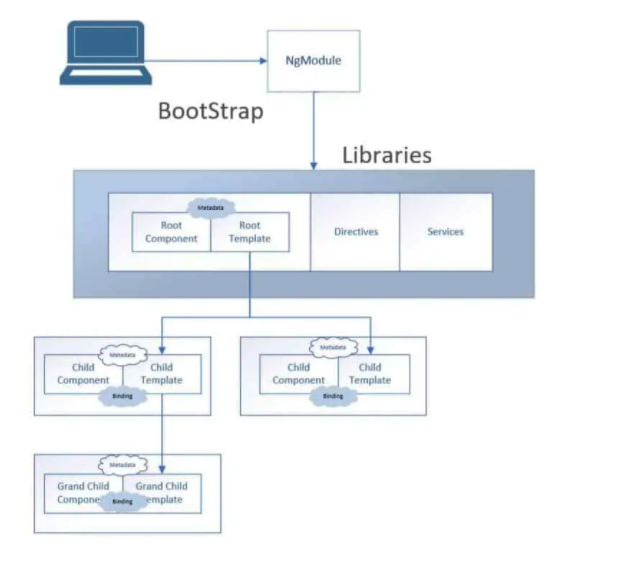 NgModule
BootStrap
Libraries
Metadata
Root
Component
Root
Template
Directives
Services
Metadata
Child
Component
Child
Template
Binding
Metadata
Child
Component
Child
Template
Binding
Metadata
Grand Child
Compone
Grand Child
emplate
Binding